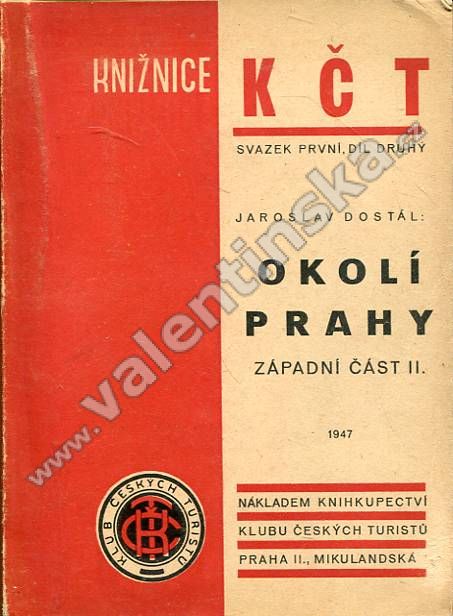 KNIŽNICE KČT
SVAZEK PRVNÍ, DÍL DRUHÝ
JAROSLAV DOSTÁL:
OKOLÍ
PRAHY
ZÁPADNÍ ČÁST II.
1947
NÁKLADEM KNIHKUPECTVÍ
KLUBU ČESKÝCH TURISTŮ
PRAHA II., MIKULANDSKÁ
KLUB ČESKÝCH TURISTŮ
www.valentinska.cz